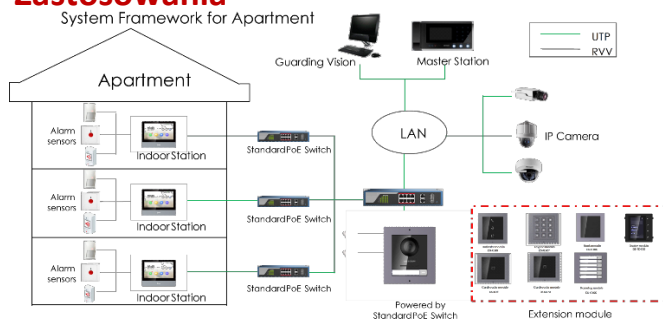 Zastosowania
System Framework for Apartment
UTP
RVV
Guarding Vision
Master Station
Apartment
LAN
IP Camera
Alarm
sensors
Indoor Station
Standard PoE Switch
Alarm
sensors
Indoor Station
Standard PoE Switch
Alarm
sensors
Indoor Station
Standard PoE Switch
Powered by
Standard PoE Switch
Extension module